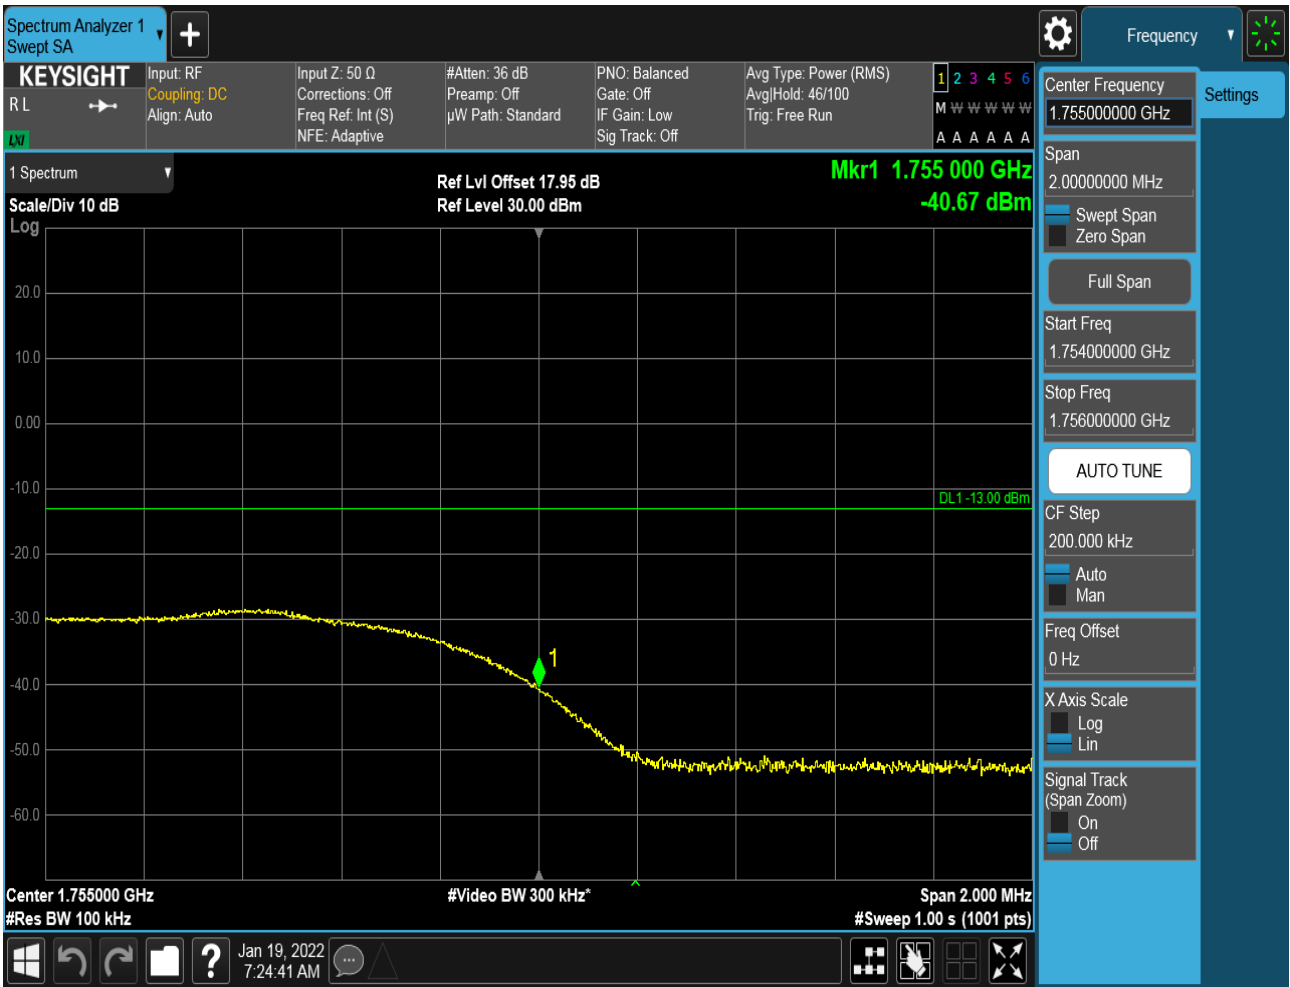 Spectrum Analyzer 1
Swept SA
Frequency
KEYSIGHT
R L
LXI
Input: RF
Coupling: DC
Align: Auto
Input Z: 50 Ω
Corrections: Off
Freq Ref: Int (S)
NFE: Adaptive
#Atten: 36 dB
Preamp: Off
µW Path: Standard
PNO: Balanced
Gate: Off
IF Gain: Low
Sig Track: Off
Avg Type: Power (RMS)
Avg|Hold: 46/100
Trig: Free Run
1 2 3 4 5 6
M W W W W W
A A A A A A
1 Spectrum
Scale/Div 10 dB
Log
Ref Lvl Offset 17.95 dB
Ref Level 30.00 dBm
Mkr1 1.755 000 GHz
-40.67 dBm
20.0
10.0
0.00
-10.0
DL1 -13.00 dBm
-20.0
-30.0
1
-40.0
-50.0
-60.0
Center 1.755000 GHz
#Res BW 100 kHz
#Video BW 300 kHz*
Span 2.000 MHz
#Sweep 1.00 s (1001 pts)
Center Frequency
1.755000000 GHz
Settings
Span
2.00000000 MHz
Swept Span
Zero Span
Full Span
Start Freq
1.754000000 GHz
Stop Freq
1.756000000 GHz
AUTO TUNE
CF Step
200.000 kHz
Auto
Man
Freq Offset
0 Hz
X Axis Scale
Log
Lin
Signal Track
(Span Zoom)
On
Off
?
Jan 19, 2022
7:24:41 AM